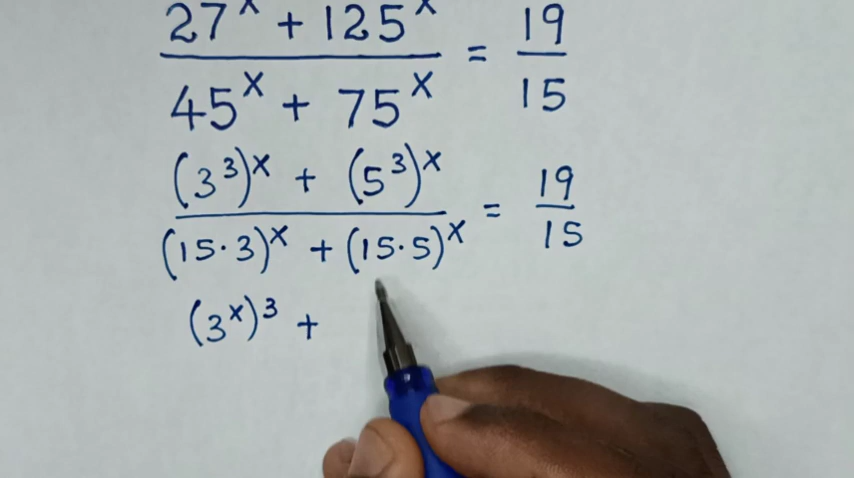 27^x + 125^x / 45^x + 75^x = 19/15
(3^3)^x + (5^3)^x / (15·3)^x + (15·5)^x = 19/15
(3^x)^3 +